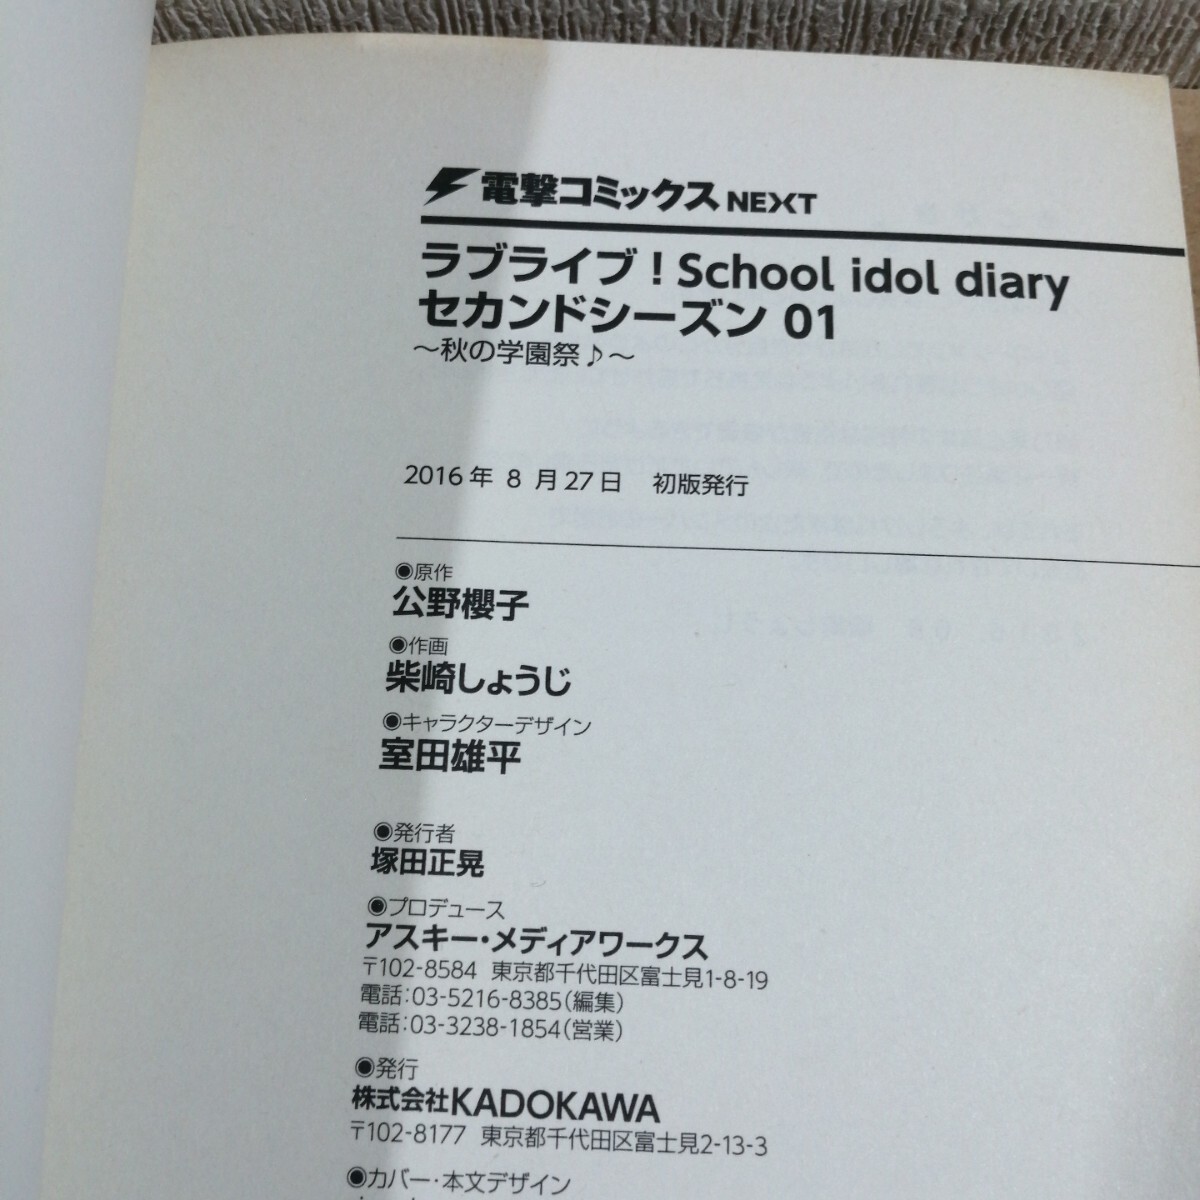 電撃コミックス NEXT
ラブライブ！School idol diary
セカンドシーズン 01
～秋の学園祭♪～
2016年 8 月27日 初版発行
◉原作
公野櫻子
◉作画
柴崎しょうじ
◉キャラクターデザイン
室田雄平
◉発行者
塚田正晃
◉プロデュース
アスキー・メディアワークス
〒102-8584 東京都千代田区富士見1-8-19
電話：03-5216-8385（編集）
電話：03-3238-1854（営業）
◉発行
株式会社KADOKAWA
〒102-8177 東京都千代田区富士見2-13-3
◉カバー・本文デザイン